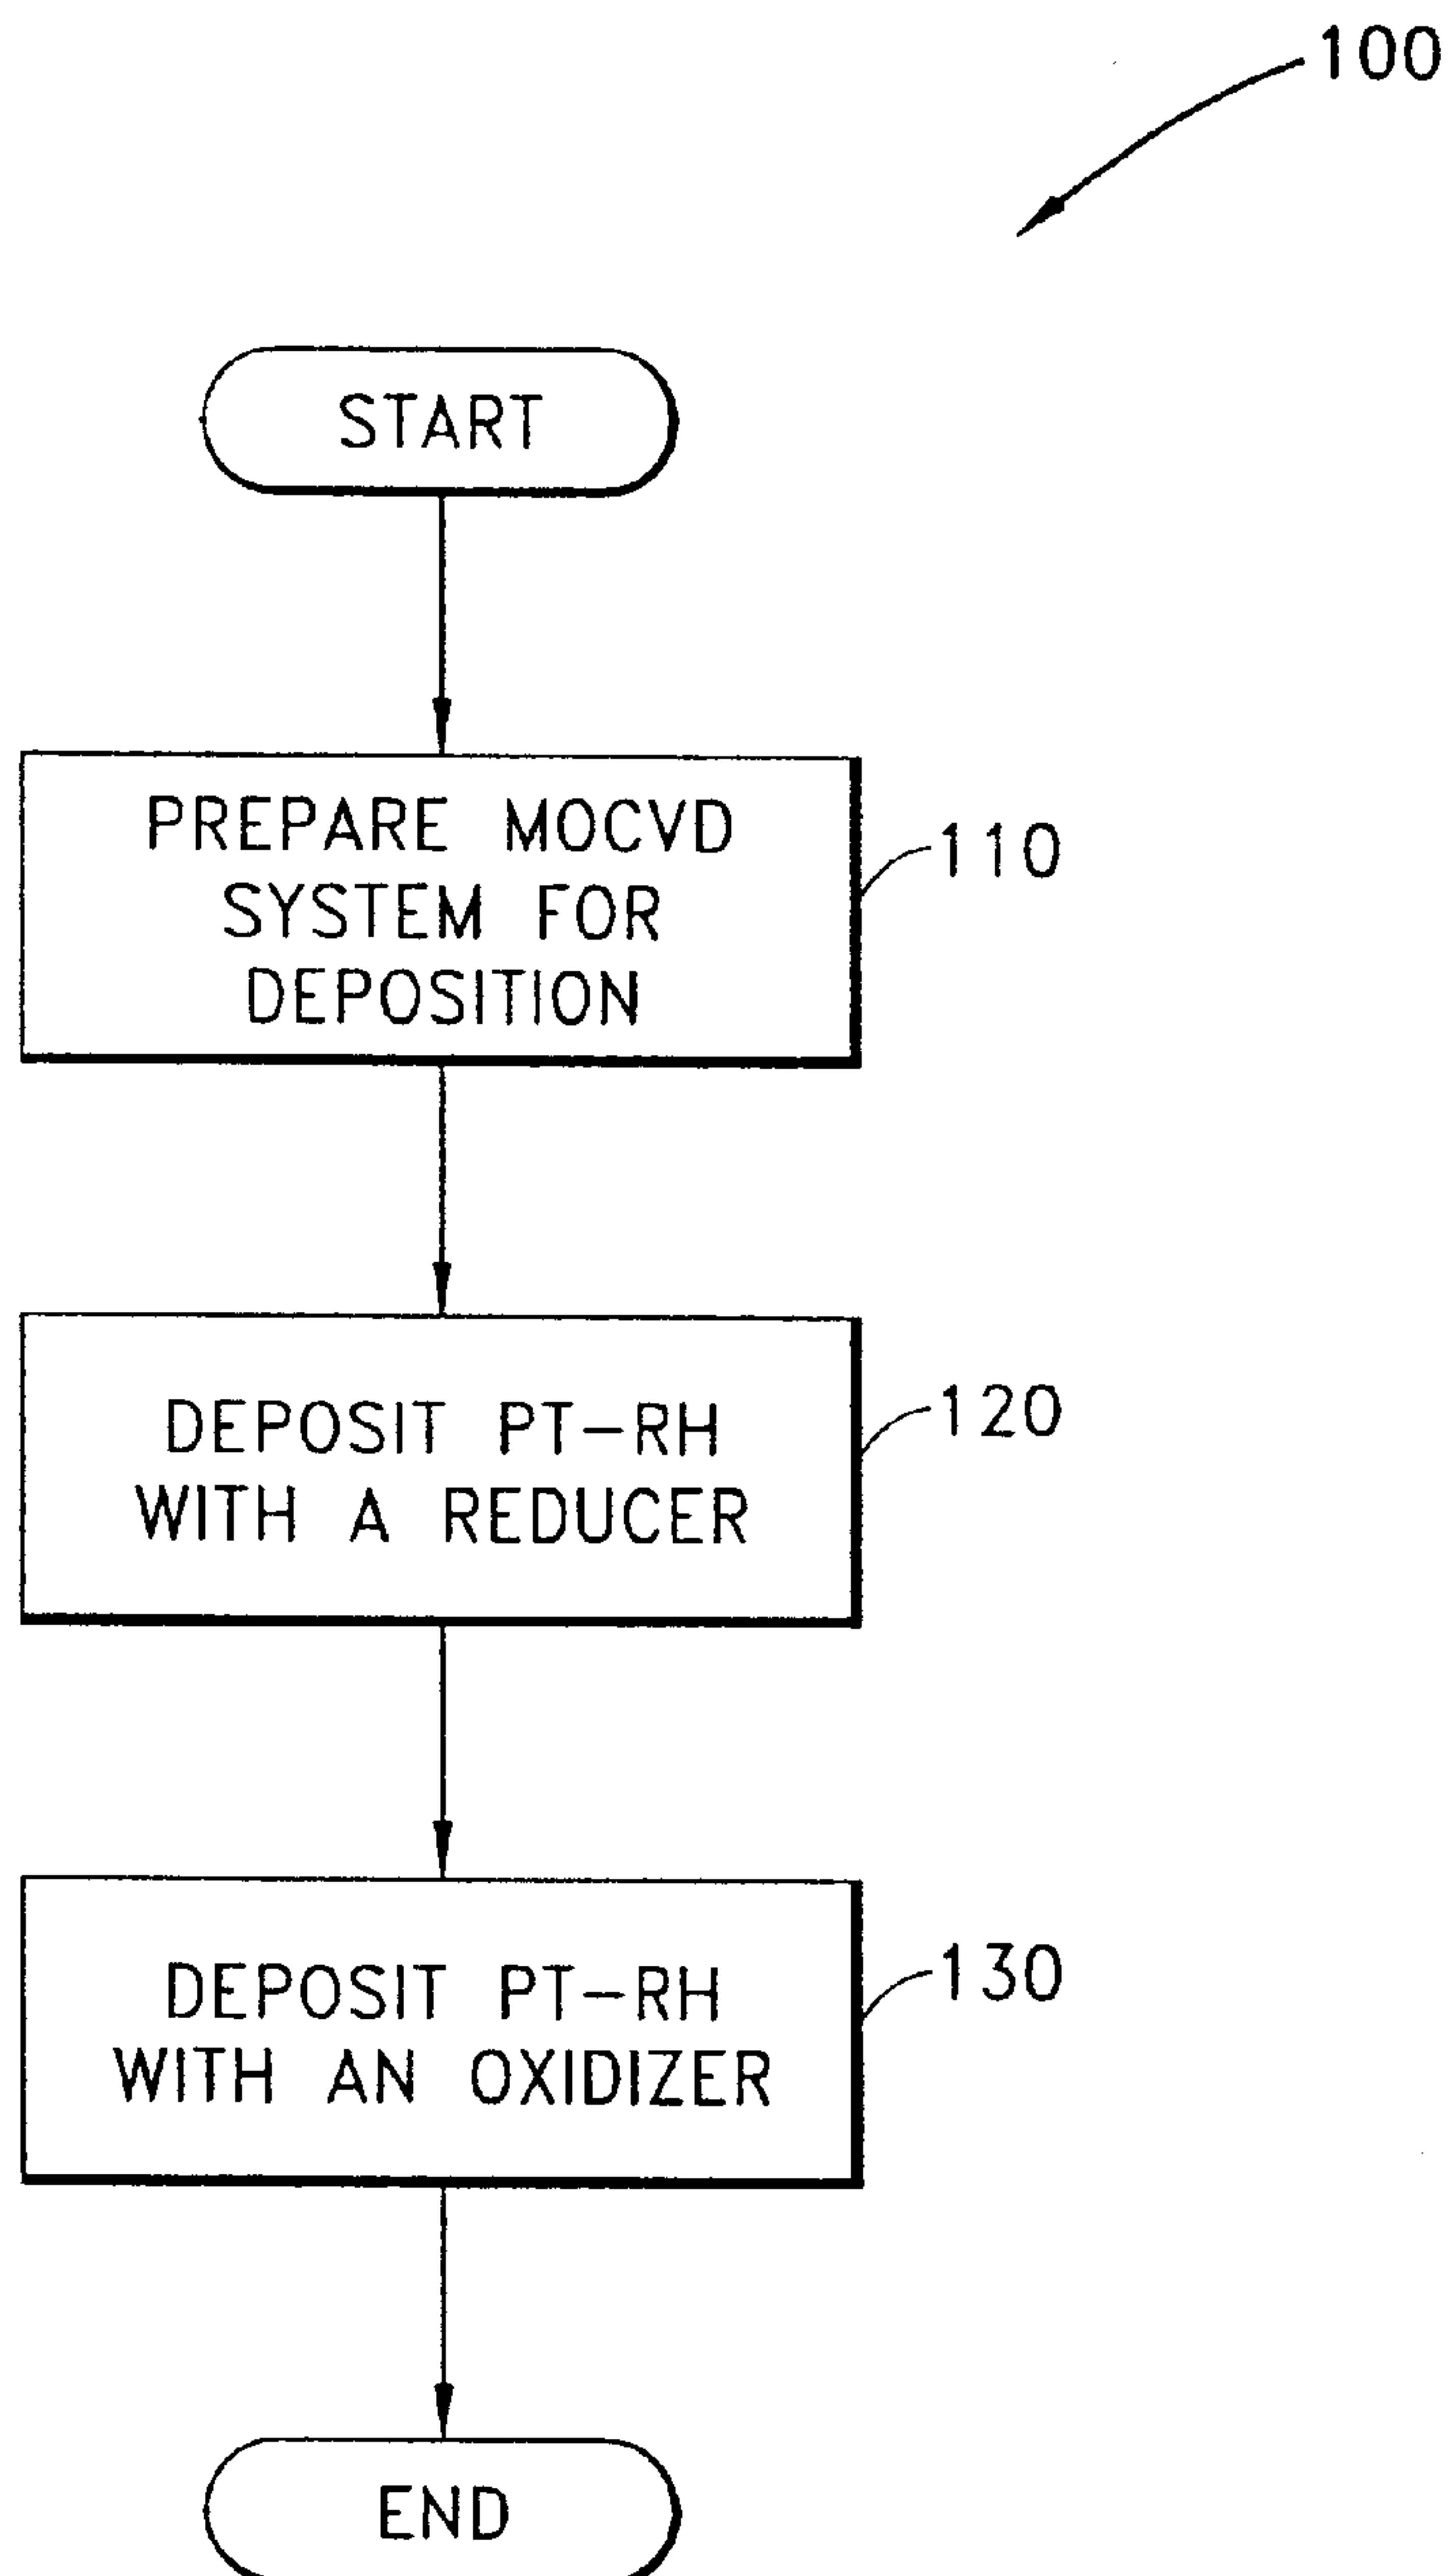 100
START
PREPARE MOCVD
SYSTEM FOR
DEPOSITION
110
DEPOSIT PT-RH
WITH A REDUCER
120
DEPOSIT PT-RH
WITH AN OXIDIZER
130
END